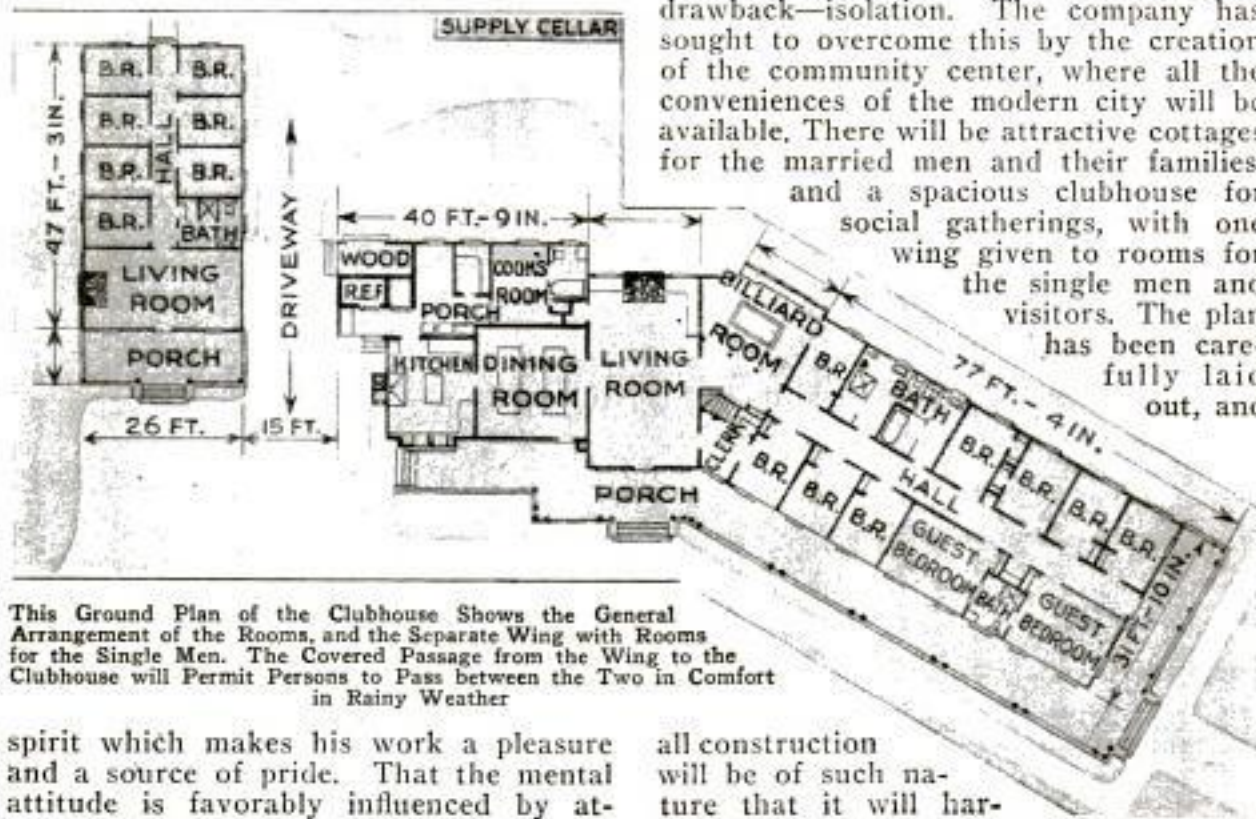 SUPPLY CELLAR
drawback—isolation. The company has
sought to overcome this by the creation
of the community center, where all the
conveniences of the modern city will be
available. There will be attractive cottages
for the married men and their families
and a spacious clubhouse for
social gatherings, with one
wing given to rooms for
the single men and
visitors. The plan
has been care-
fully laid
out, and
B.R.
B.R.
B.R.
B.R.
B.R.
B.R.
B.R.
HALL
BATH
LIVING
ROOM
PORCH
47 FT.-3 IN.
26 FT.
15 FT.
DRIVEWAY
40 FT.-9 IN.
WOOD
REF
PORCH
COOKS
ROOM
KITCHEN
DINING
ROOM
LIVING
ROOM
PORCH
BILLIARD
ROOM
CLERK
B.R.
BATH
77 FT.-4 IN.
HALL
B.R.
B.R.
B.R.
B.R.
B.R.
B.R.
B.R.
GUEST
BEDROOM
BATH
GUEST
BEDROOM
31 FT-10 IN.
This Ground Plan of the Clubhouse Shows the General
Arrangement of the Rooms, and the Separate Wing with Rooms
for the Single Men. The Covered Passage from the Wing to the
Clubhouse will Permit Persons to Pass between the Two in Comfort
in Rainy Weather
spirit which makes his work a pleasure
and a source of pride. That the mental
attitude is favorably influenced by at-
all construction
will be of such na-
ture that it will har-